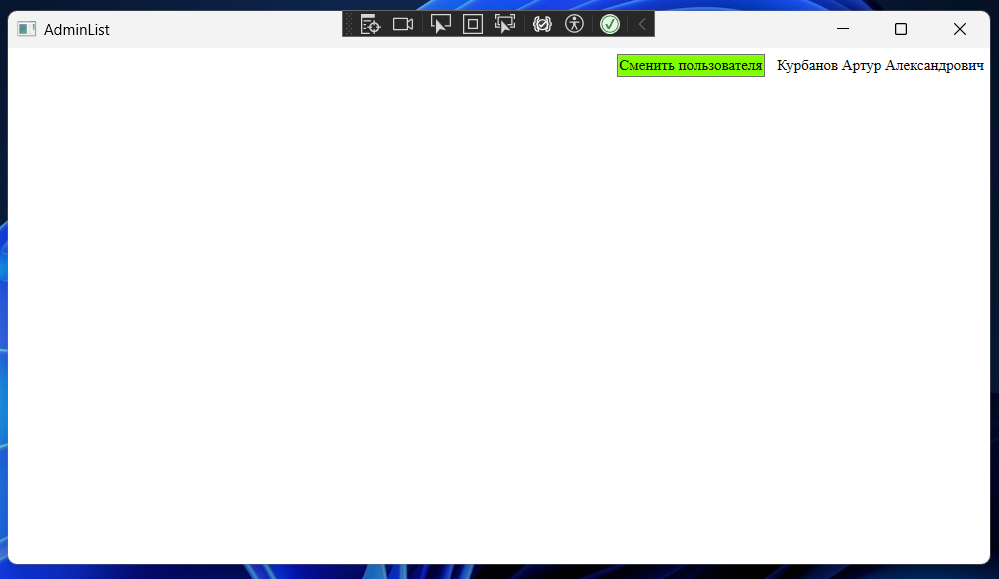 AdminList
Сменить пользователя Курбанов Артур Александрович